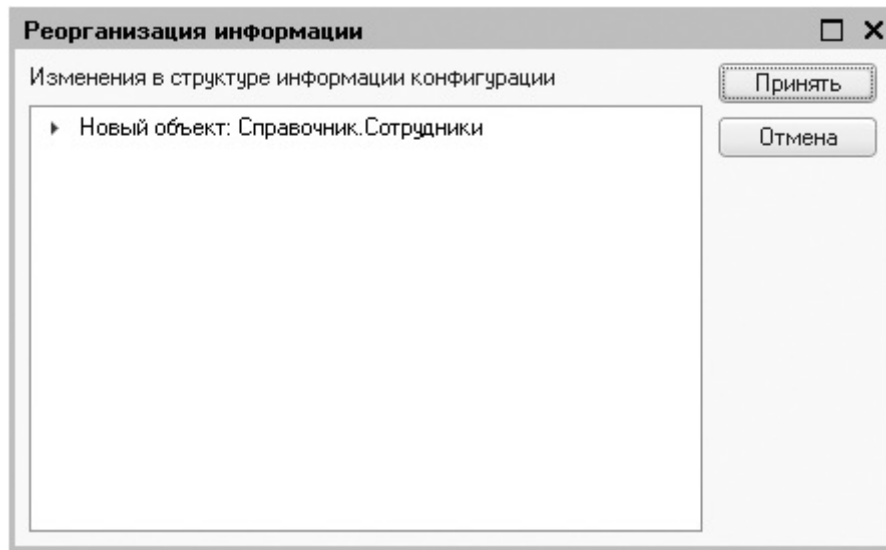 Реорганизация информации
Изменения в структуре информации конфигурации
Принять
Новый объект: Справочник.Сотрудники
Отмена